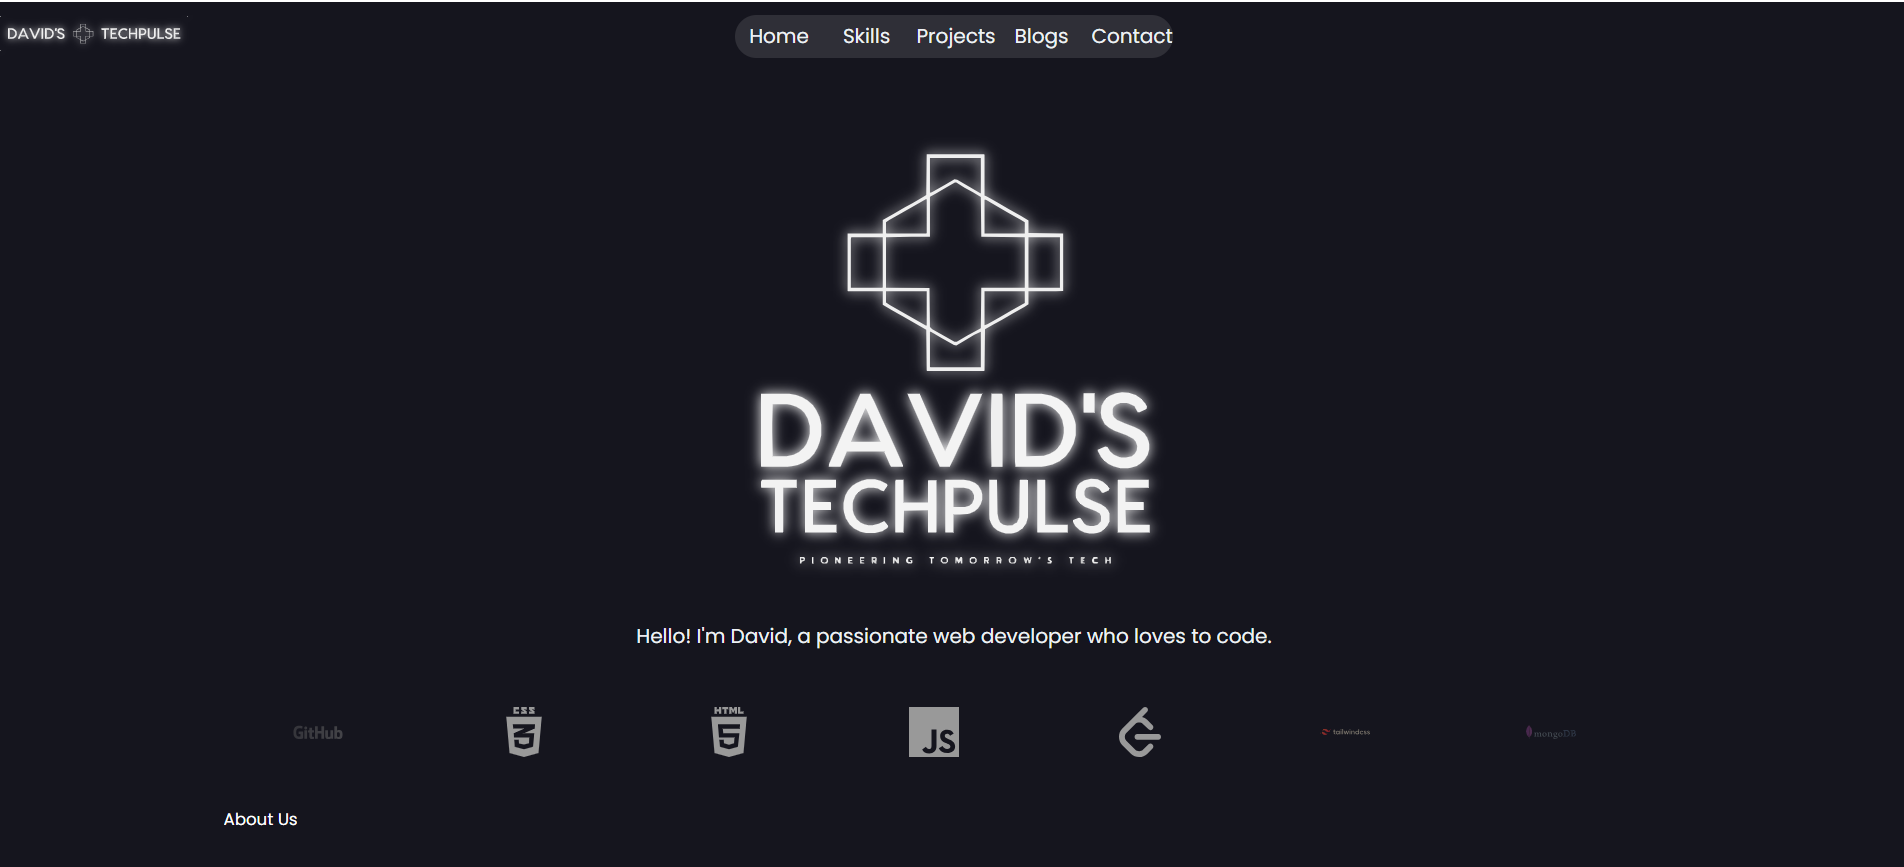 DAVID'S TECHPULSE
Home Skills Projects Blogs Contact
DAVID'S
TECHPULSE
PIONEERING TOMORROW'S TECH
Hello! I'm David, a passionate web developer who loves to code.
GitHub CSS 3 HTML 5 JS tailwindcss mongoDB
About Us